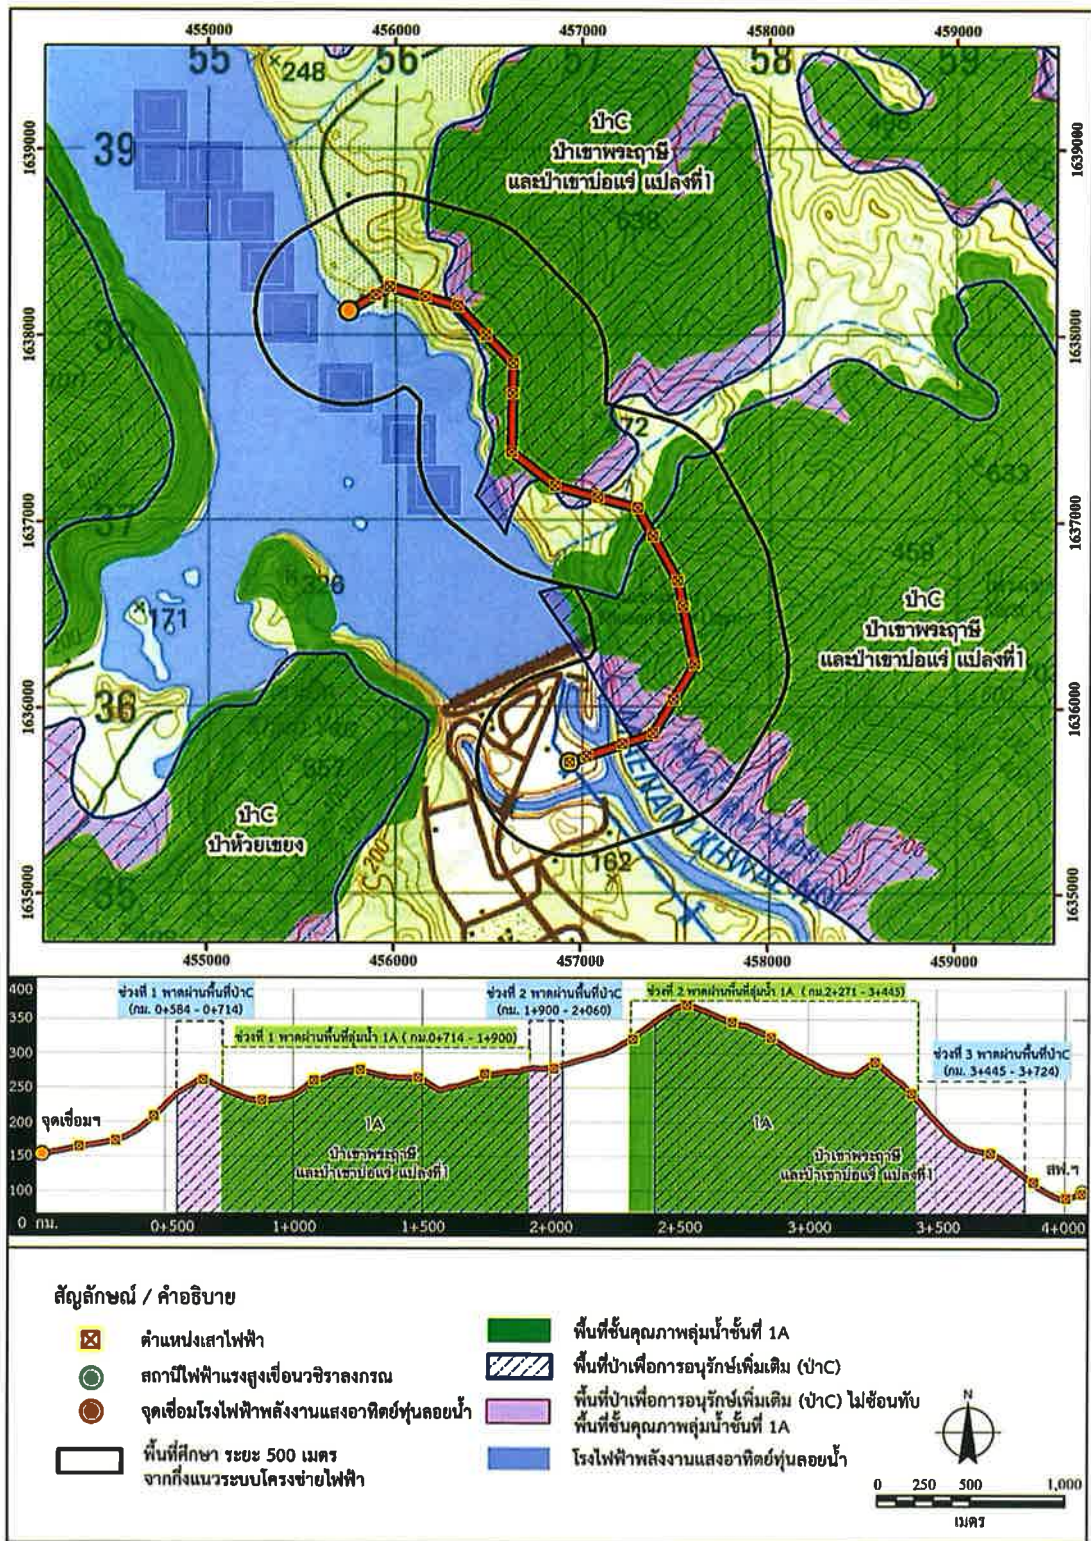 455000 456000 457000 458000 459000
55 56 57 58 59
248
39
1639000
1639000
ป่าC
ป่าเขาพระฤาษี
และป่าเขาบ่อแร่ แปลงที่1
638
1638000
1638000
72
37
1637000
1637000
458
326
171
ป่าC
ป่าเขาพระฤาษี
และป่าเขาบ่อแร่ แปลงที่1
36
1636000
1636000
ป่าC
ป่าห้วยเขยง
200
200
162
35
1635000
1635000
455000 456000 457000 458000 459000
400
350
300
250
200
150
100
0 กม.
ช่วงที่ 1 พาดผ่านพื้นที่ป่าC
(กม. 0+584 - 0+714)
ช่วงที่ 1 พาดผ่านพื้นที่ลุ่มน้ำ 1A ( กม.0+714 - 1+900)
ช่วงที่ 2 พาดผ่านพื้นที่ป่าC
(กม. 1+900 - 2+060)
ช่วงที่ 2 พาดผ่านพื้นที่ลุ่มน้ำ 1A ( กม.2+271 - 3+445)
ช่วงที่ 3 พาดผ่านพื้นที่ป่าC
(กม. 3+445 - 3+724)
จุดเชื่อมฯ
1A
ป่าเขาพระฤาษี
และป่าเขาบ่อแร่ แปลงที่1
1A
ป่าเขาพระฤาษี
และป่าเขาบ่อแร่ แปลงที่1
สฟ.ฯ
0+500 1+000 1+500 2+000 2+500 3+000 3+500 4+000
สัญลักษณ์ / คำอธิบาย
ตำแหน่งเสาไฟฟ้า
สถานีไฟฟ้าแรงสูงเขื่อนวชิราลงกรณ
จุดเชื่อมโรงไฟฟ้าพลังงานแสงอาทิตย์ทุ่นลอยน้ำ
พื้นที่ศึกษา ระยะ 500 เมตร
จากกึ่งแนวระบบโครงข่ายไฟฟ้า
พื้นที่ชั้นคุณภาพลุ่มน้ำชั้นที่ 1A
พื้นที่ป่าเพื่อการอนุรักษ์เพิ่มเติม (ป่าC)
พื้นที่ป่าเพื่อการอนุรักษ์เพิ่มเติม (ป่าC) ไม่ซ้อนทับ
พื้นที่ชั้นคุณภาพลุ่มน้ำชั้นที่ 1A
โรงไฟฟ้าพลังงานแสงอาทิตย์ทุ่นลอยน้ำ
N
0 250 500 1,000
เมตร